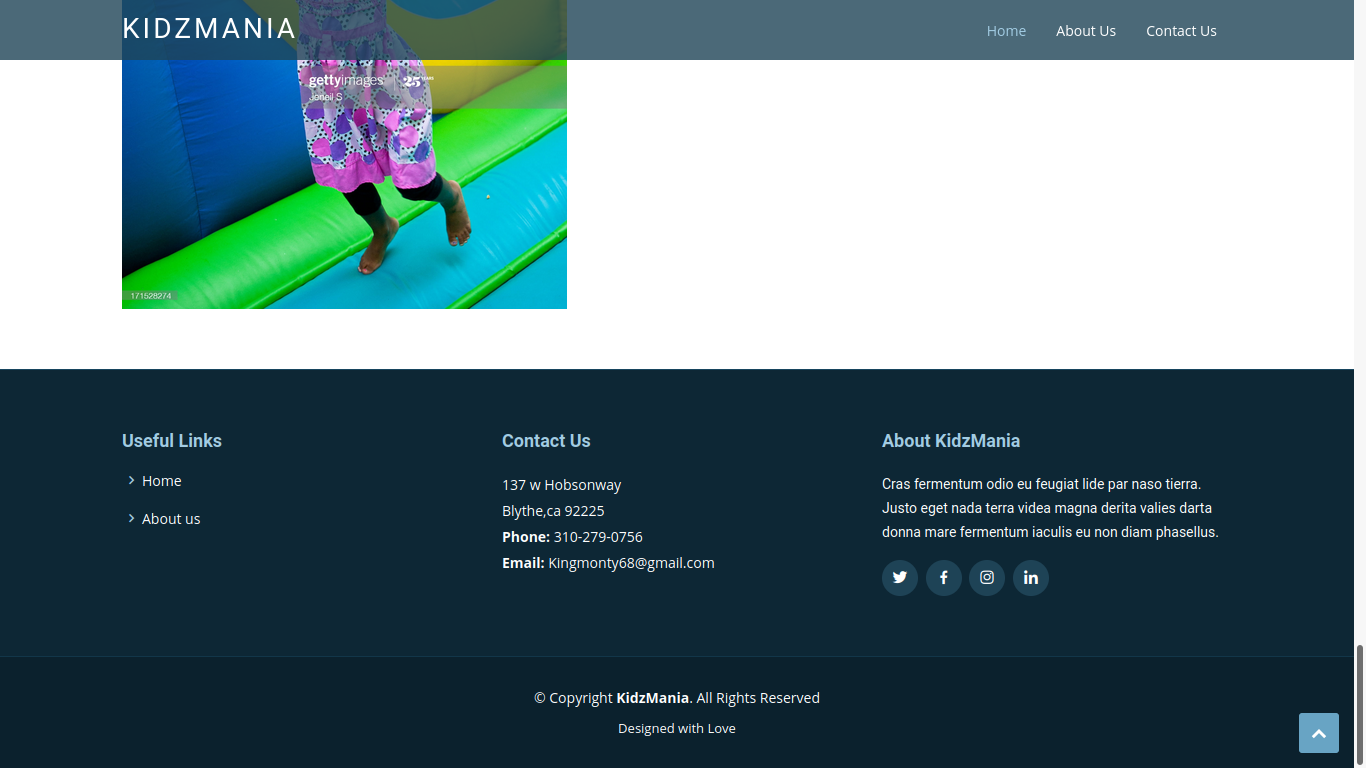 KIDZMANIA
Home
About Us
Contact Us
gettyimages
25 YEARS
Jeneil S
171528274
Useful Links
Home
About us
Contact Us
137 w Hobsonway
Blythe,ca 92225
Phone: 310-279-0756
Email: Kingmonty68@gmail.com
About KidzMania
Cras fermentum odio eu feugiat lide par naso tierra.
Justo eget nada terra videa magna derita valies darta
donna mare fermentum iaculis eu non diam phasellus.
© Copyright KidzMania. All Rights Reserved
Designed with Love